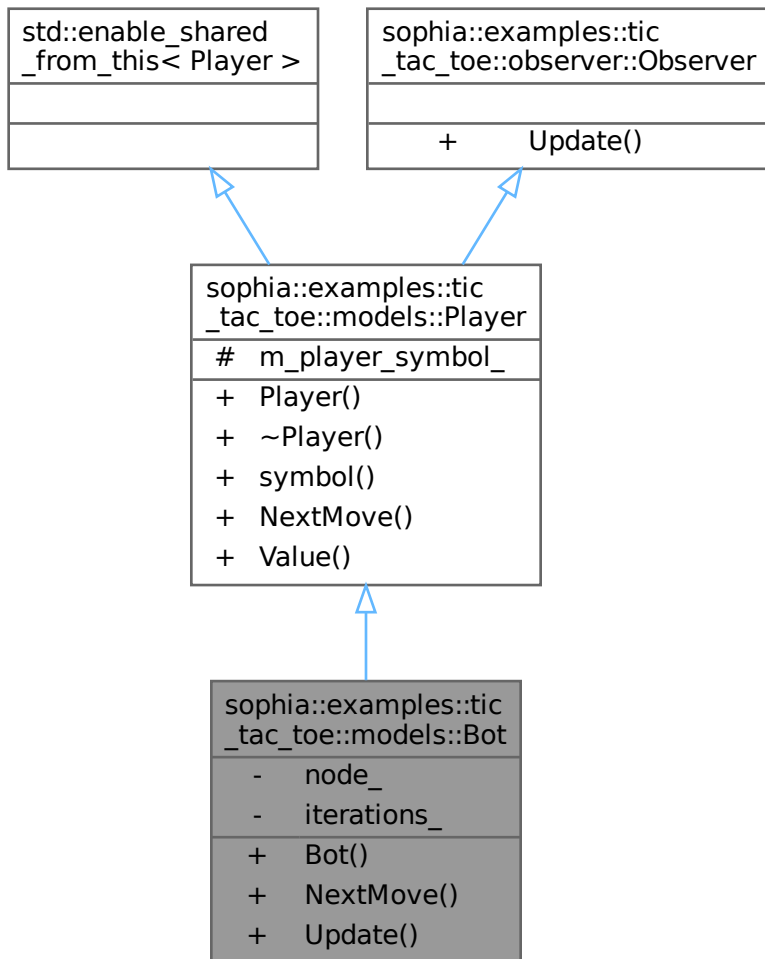 std::enable_shared
_from_this< Player >
sophia::examples::tic
_tac_toe::observer::Observer
+ Update()
sophia::examples::tic
_tac_toe::models::Player
# m_player_symbol_
+ Player()
+ ~Player()
+ symbol()
+ NextMove()
+ Value()
sophia::examples::tic
_tac_toe::models::Bot
- node_
- iterations_
+ Bot()
+ NextMove()
+ Update()